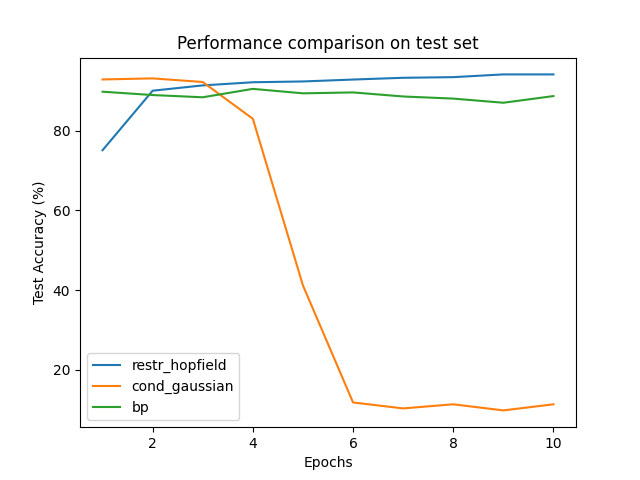 Performance comparison on test set
Test Accuracy (%)
80
60
40
20
restr_hopfield
cond_gaussian
bp
2 4 6 8 10
Epochs